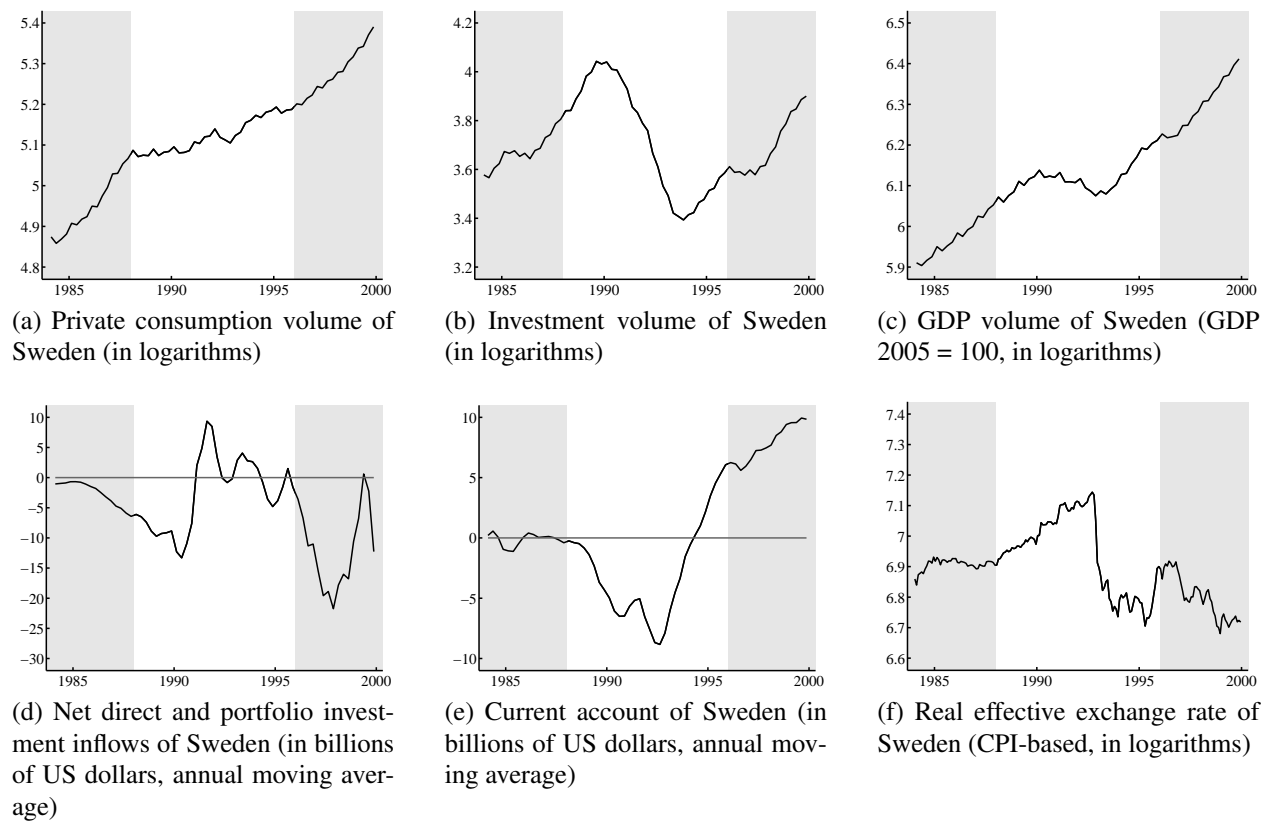 5.4
5.3
5.2
5.1
5
4.9
4.8
1985 1990 1995 2000
(a) Private consumption volume of
Sweden (in logarithms)
4.2
4
3.8
3.6
3.4
3.2
1985 1990 1995 2000
(b) Investment volume of Sweden
(in logarithms)
6.5
6.4
6.3
6.2
6.1
6
5.9
1985 1990 1995 2000
(c) GDP volume of Sweden (GDP
2005 = 100, in logarithms)
10
5
0
−5
−10
−15
−20
−25
−30
1985 1990 1995 2000
(d) Net direct and portfolio invest-
ment inflows of Sweden (in billions
of US dollars, annual moving aver-
age)
10
5
0
−5
−10
1985 1990 1995 2000
(e) Current account of Sweden (in
billions of US dollars, annual mov-
ing average)
7.4
7.3
7.2
7.1
7
6.9
6.8
6.7
6.6
1985 1990 1995 2000
(f) Real effective exchange rate of
Sweden (CPI-based, in logarithms)